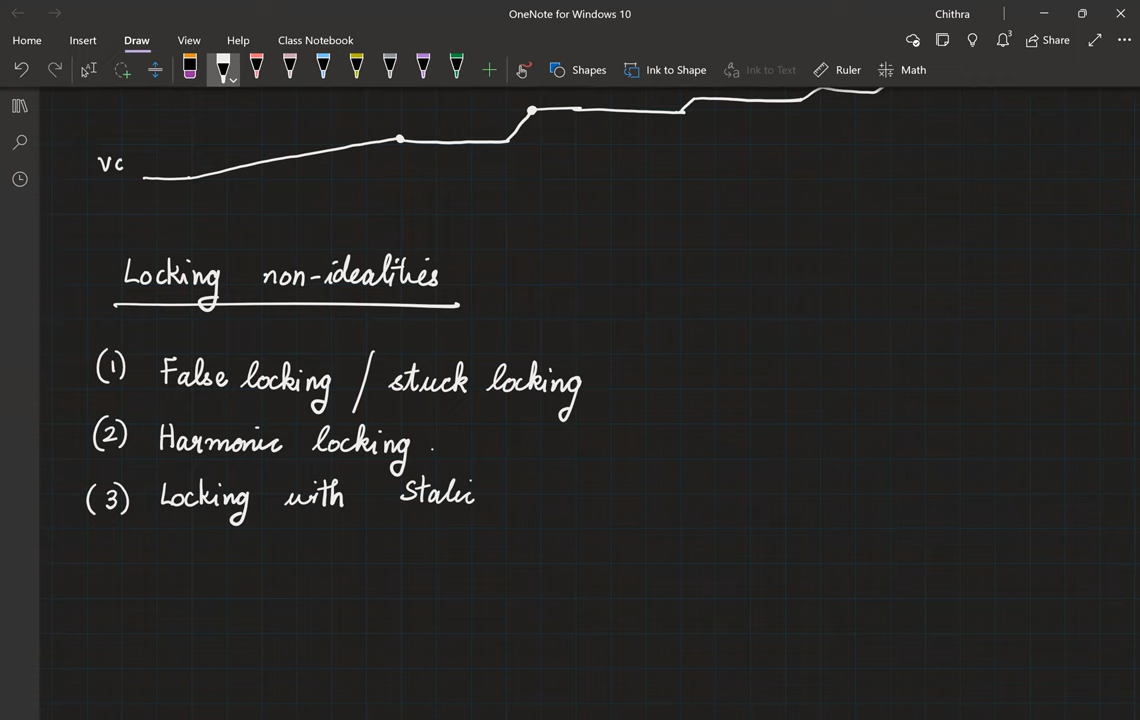 OneNote for Windows 10
Chithra
Home Insert Draw View Help Class Notebook
Share
Shapes Ink to Shape Ink to Text Ruler Math
VC
Locking non-idealities
(1) False locking / stuck locking
(2) Harmonic locking.
(3) Locking with Static